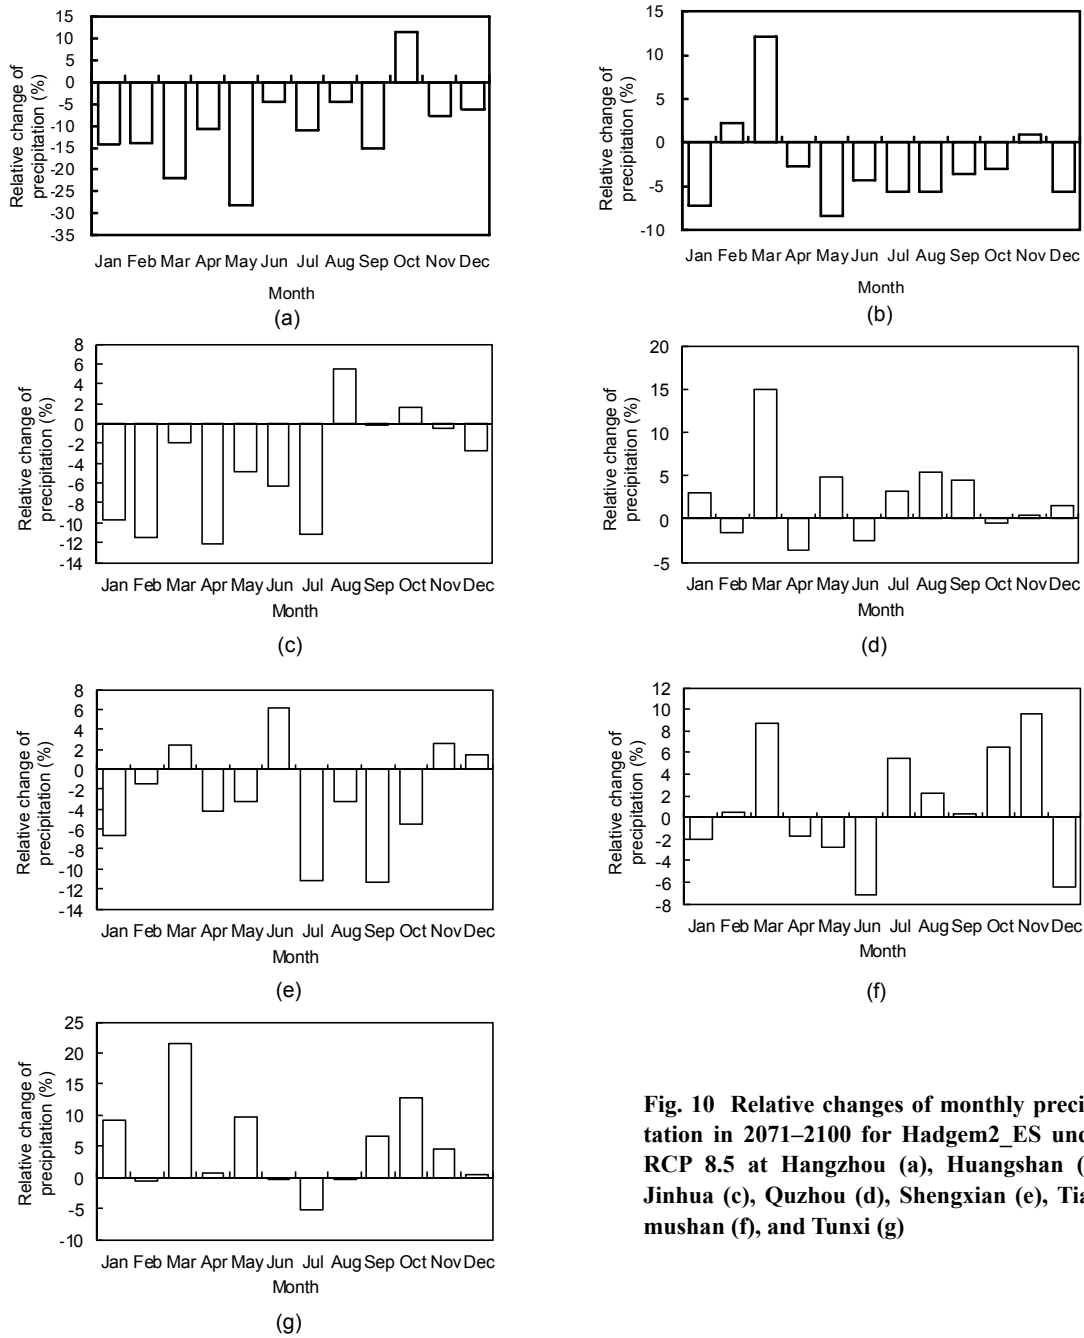 Relative change of
precipitation (%)
15
10
5
0
-5
-10
-15
-20
-25
-30
-35
Jan Feb Mar Apr May Jun Jul Aug Sep Oct Nov Dec
Month
(a)
Relative change of
precipitation (%)
15
10
5
0
-5
-10
Jan Feb Mar Apr May Jun Jul Aug Sep Oct Nov Dec
Month
(b)
Relative change of
precipitation (%)
8
6
4
2
0
-2
-4
-6
-8
-10
-12
-14
Jan Feb Mar Apr May Jun Jul Aug Sep Oct Nov Dec
Month
(c)
Relative change of
precipitation (%)
20
15
10
5
0
-5
Jan Feb Mar Apr May Jun Jul Aug Sep Oct Nov Dec
Month
(d)
Relative change of
precipitation (%)
8
6
4
2
0
-2
-4
-6
-8
-10
-12
-14
Jan Feb Mar Apr May Jun Jul Aug Sep Oct Nov Dec
Month
(e)
Relative change of
precipitation (%)
12
10
8
6
4
2
0
-2
-4
-6
-8
Jan Feb Mar Apr May Jun Jul Aug Sep Oct Nov Dec
Month
(f)
Relative change of
precipitation (%)
25
20
15
10
5
0
-5
-10
Jan Feb Mar Apr May Jun Jul Aug Sep Oct Nov Dec
Month
(g)
Fig. 10 Relative changes of monthly preci
tation in 2071–2100 for Hadgem2_ES und
RCP 8.5 at Hangzhou (a), Huangshan (
Jinhua (c), Quzhou (d), Shengxian (e), Tia
mushan (f), and Tunxi (g)